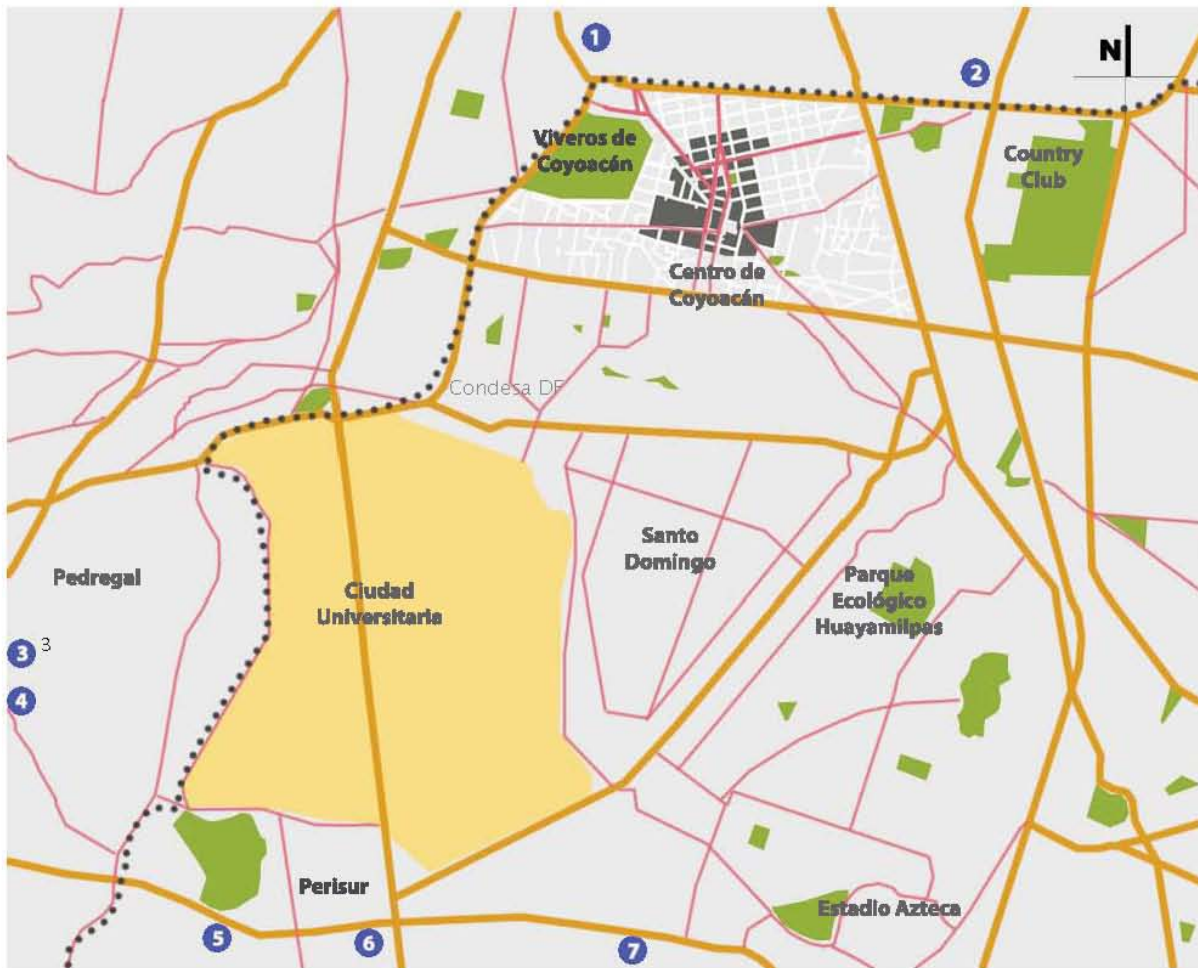 1
N
2
Viveros de
Coyoacán
Country
Club
Centro de
Coyoacán
Condesa DF
Santo
Domingo
Pedregal
Ciudad
Universitaria
Parque
Ecológico
Huayamilpas
3 3
4
Perisur
Estadio Azteca
5
6
7